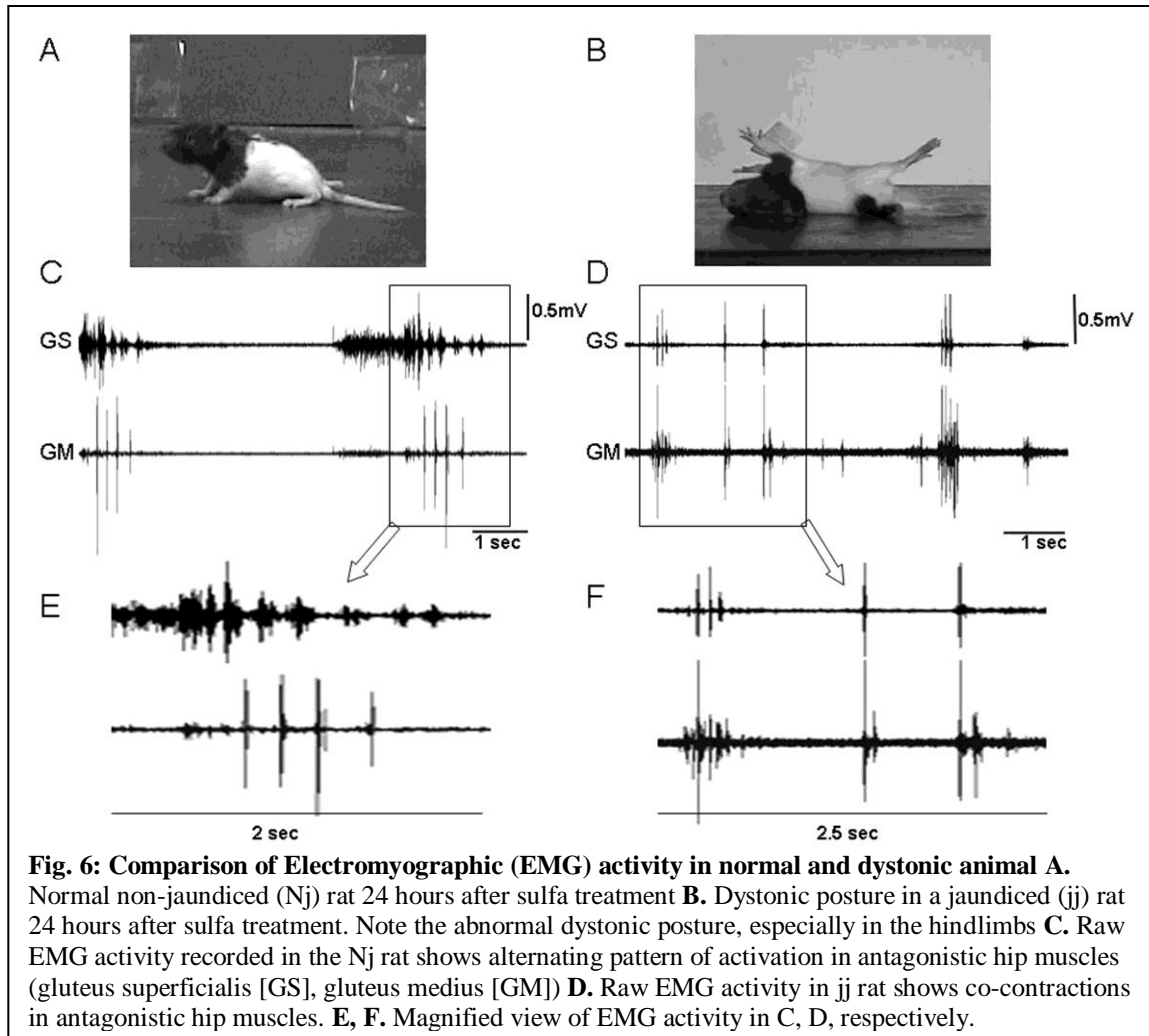 A
B
C
D
0.5mV
0.5mV
GS
GS
GM
GM
1 sec
1 sec
E
F
2 sec
2.5 sec
Fig. 6: Comparison of Electromyographic (EMG) activity in normal and dystonic animal A.
Normal non-jaundiced (Nj) rat 24 hours after sulfa treatment B. Dystonic posture in a jaundiced (jj) rat
24 hours after sulfa treatment. Note the abnormal dystonic posture, especially in the hindlimbs C. Raw
EMG activity recorded in the Nj rat shows alternating pattern of activation in antagonistic hip muscles
(gluteus superficialis [GS], gluteus medius [GM]) D. Raw EMG activity in jj rat shows co-contractions
in antagonistic hip muscles. E, F. Magnified view of EMG activity in C, D, respectively.